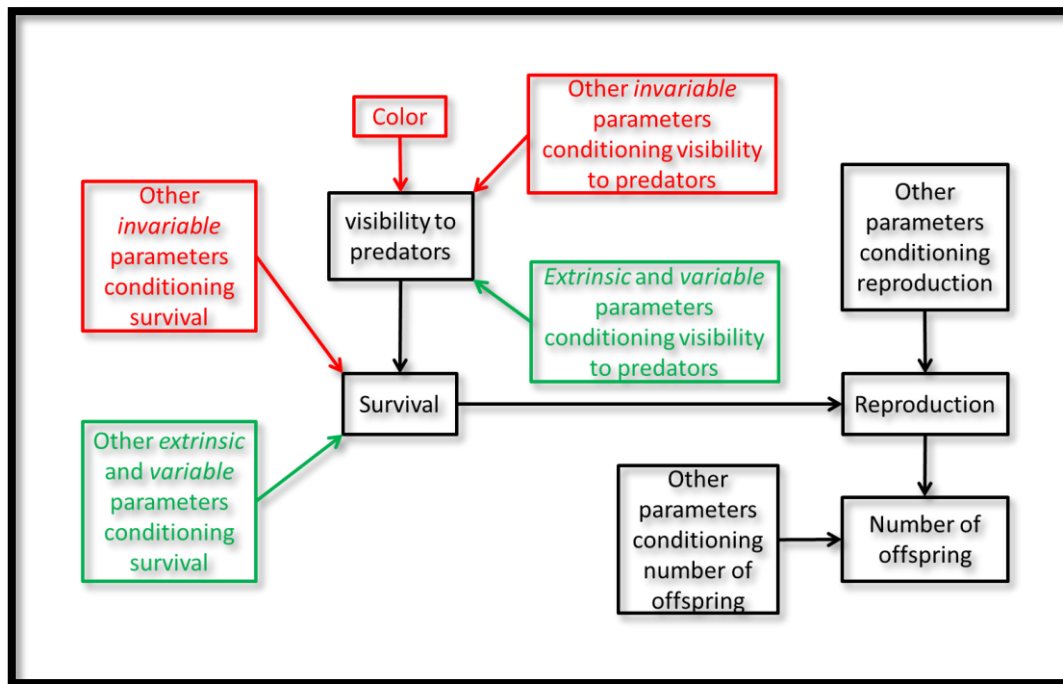 Color
Other invariable
parameters
conditioning visibility
to predators
Other
invariable
parameters
conditioning
survival
visibility to
predators
Other
parameters
conditioning
reproduction
Extrinsic and variable
parameters
conditioning visibility
to predators
Survival
Reproduction
Other extrinsic
and variable
parameters
conditioning
survival
Other
parameters
conditioning
number of
offspring
Number of
offspring